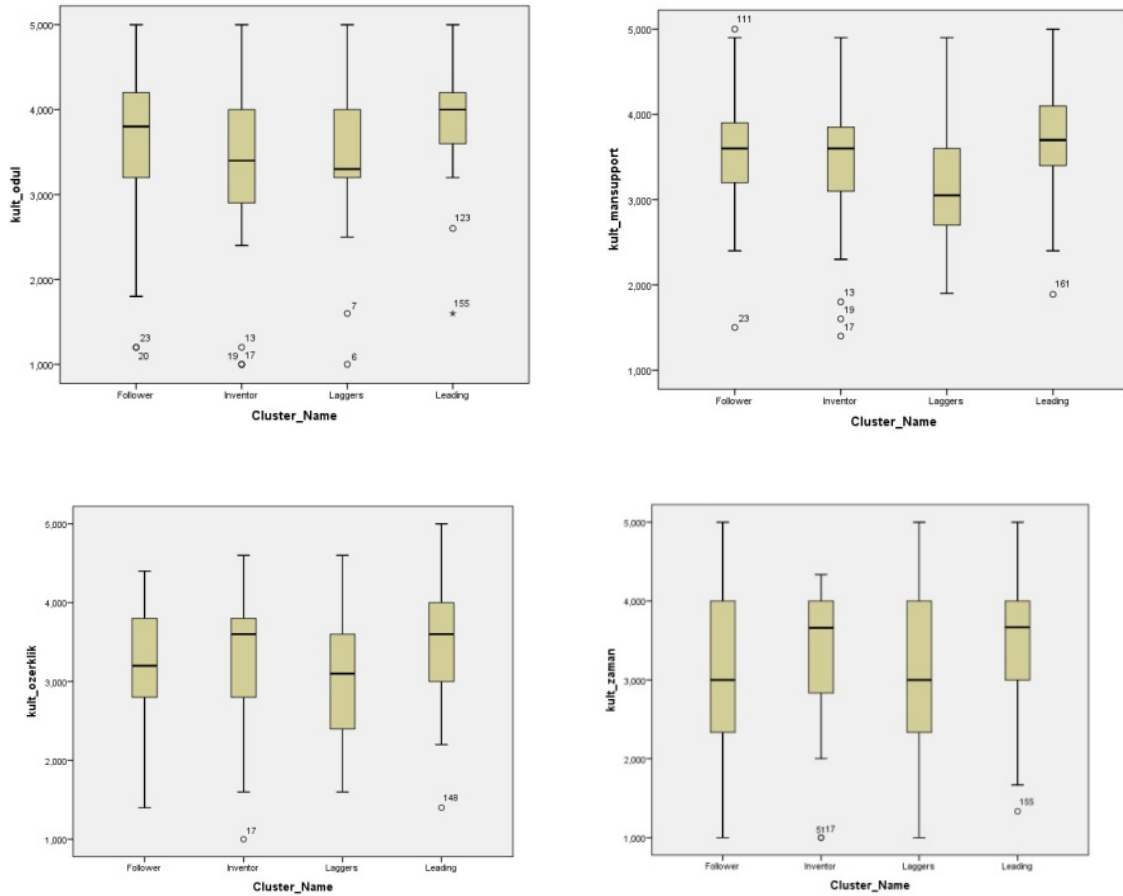 kult_odul
5,000
4,000
3,000
2,000
1,000
23
20
13
19
17
7
6
123
155
Follower
Inventor
Laggers
Leading
Cluster_Name
kult_mansupport
5,000
4,000
3,000
2,000
1,000
111
23
13
19
17
161
Follower
Inventor
Laggers
Leading
Cluster_Name
kult_ozerklik
5,000
4,000
3,000
2,000
1,000
17
148
Follower
Inventor
Laggers
Leading
Cluster_Name
kult_zaman
5,000
4,000
3,000
2,000
1,000
51
17
155
Follower
Inventor
Laggers
Leading
Cluster_Name